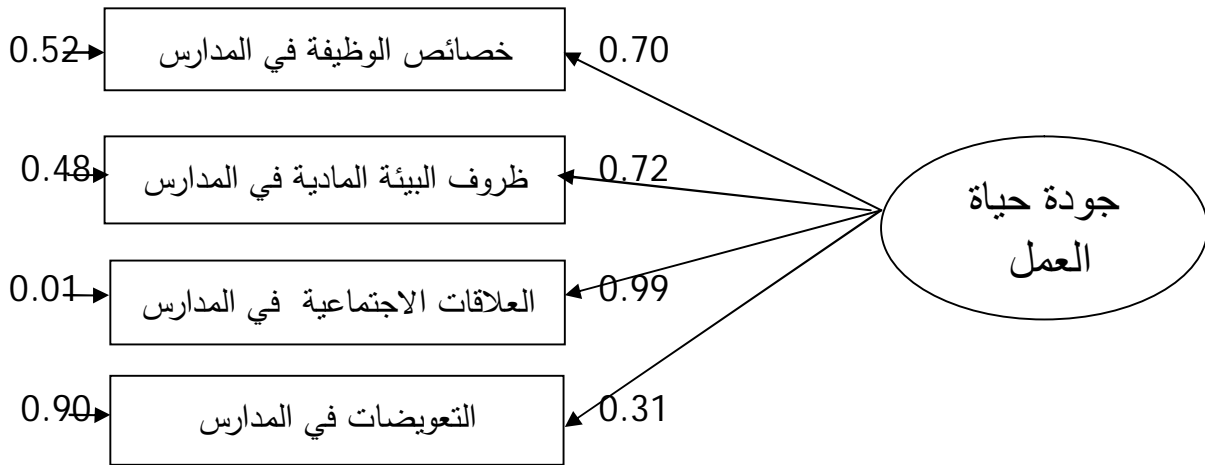 0.52
خصائص الوظيفة في المدارس
0.70
0.48
ظروف البيئة المادية في المدارس
0.72
جودة حياة
العمل
0.01
العلاقات الاجتماعية في المدارس
0.99
0.90
التعويضات في المدارس
0.31